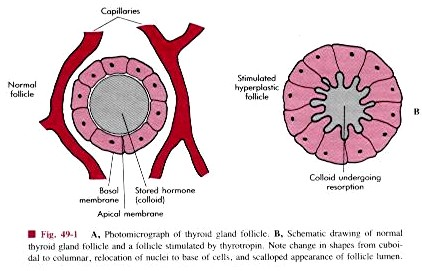 Capillaries
Normal
follicle
Stimulated
hyperplastic
follicle
B
Basal
membrane
Stored hormone
(colloid)
Apical membrane
Colloid undergoing
resorption
Fig. 49-1 A, Photomicrograph of thyroid gland follicle. B, Schematic drawing of normal
thyroid gland follicle and a follicle stimulated by thyrotropin. Note change in shapes from cuboi-
dal to columnar, relocation of nuclei to base of cells, and scalloped appearance of follicle lumen.